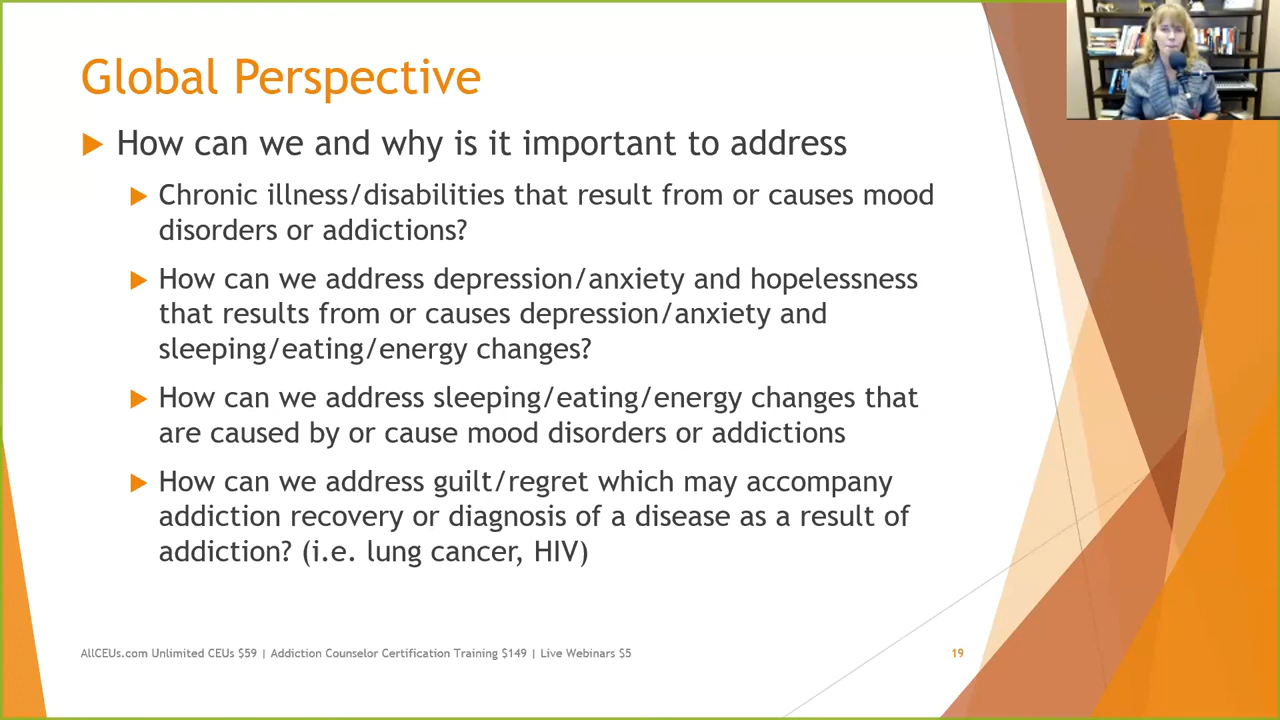 Global Perspective
How can we and why is it important to address
Chronic illness/disabilities that result from or causes mood
disorders or addictions?
How can we address depression/anxiety and hopelessness
that results from or causes depression/anxiety and
sleeping/eating/energy changes?
How can we address sleeping/eating/energy changes that
are caused by or cause mood disorders or addictions
How can we address guilt/regret which may accompany
addiction recovery or diagnosis of a disease as a result of
addiction? (i.e. lung cancer, HIV)
AllCEUs.com Unlimited CEUs $59 | Addiction Counselor Certification Training $149 | Live Webinars $5
19